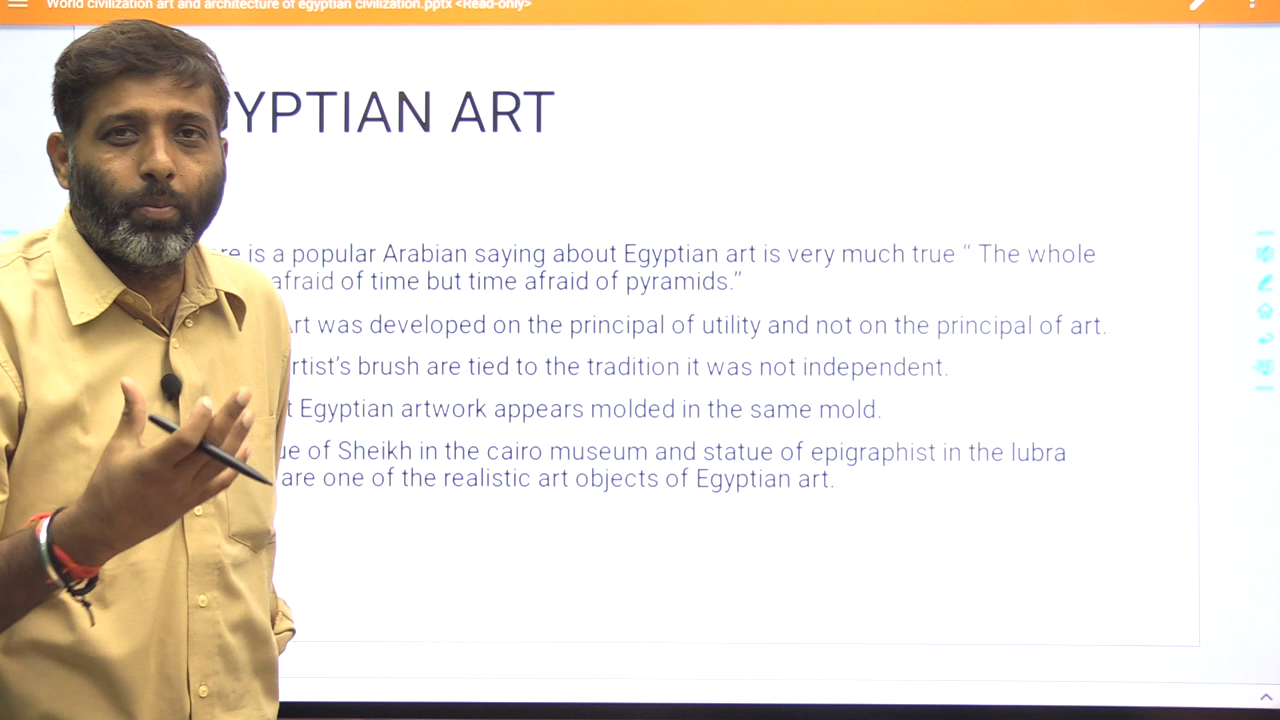 World civilization art and architecture of egyptian civilization.pptx <Read-only>
GYPTIAN ART
re is a popular Arabian saying about Egyptian art is very much true “ The whole
afraid of time but time afraid of pyramids.”
Art was developed on the principal of utility and not on the principal of art.
rtist’s brush are tied to the tradition it was not independent.
t Egyptian artwork appears molded in the same mold.
ue of Sheikh in the cairo museum and statue of epigraphist in the lubra
are one of the realistic art objects of Egyptian art.